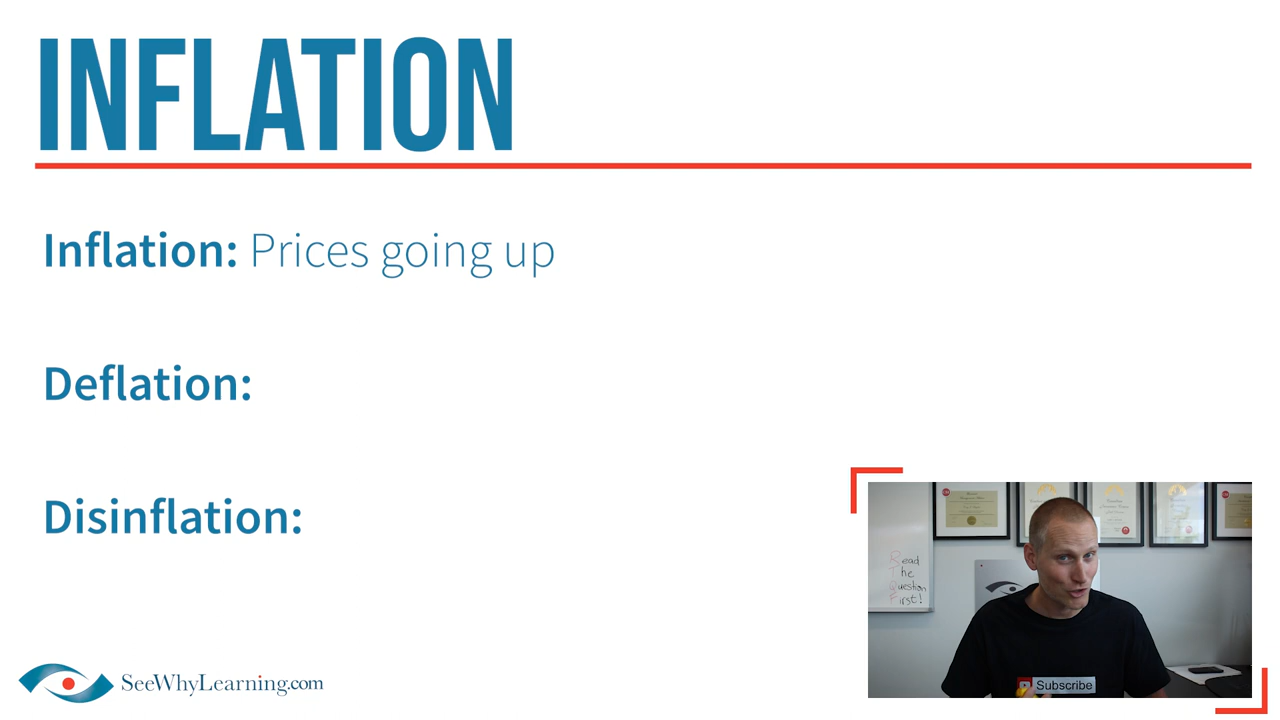 INFLATION
Inflation: Prices going up
Deflation:
Disinflation:
Read
The
Question
First!
Subscribe
SeeWhyLearning.com